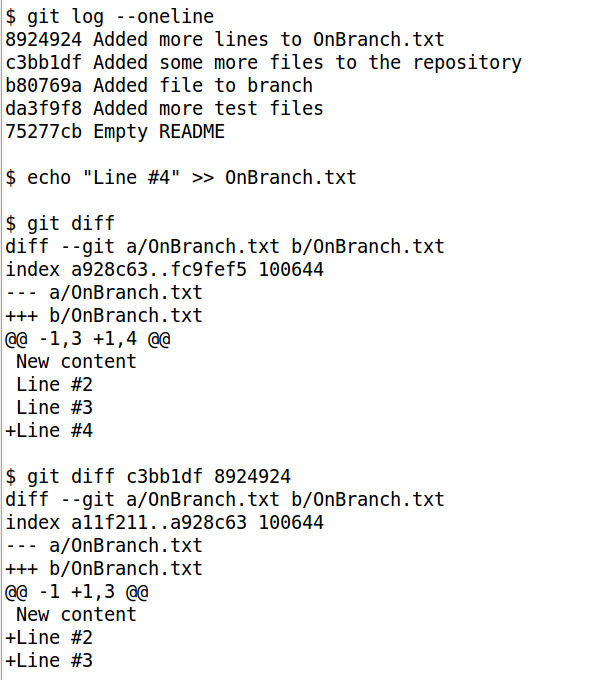 $ git log --oneline
8924924 Added more lines to OnBranch.txt
c3bb1df Added some more files to the repository
b80769a Added file to branch
da3f9f8 Added more test files
75277cb Empty README

$ echo "Line #4" >> OnBranch.txt

$ git diff
diff --git a/OnBranch.txt b/OnBranch.txt
index a928c63..fc9fef5 100644
--- a/OnBranch.txt
+++ b/OnBranch.txt
@@ -1,3 +1,4 @@
 New content
 Line #2
 Line #3
+Line #4

$ git diff c3bb1df 8924924
diff --git a/OnBranch.txt b/OnBranch.txt
index a11f211..a928c63 100644
--- a/OnBranch.txt
+++ b/OnBranch.txt
@@ -1 +1,3 @@
 New content
+Line #2
+Line #3